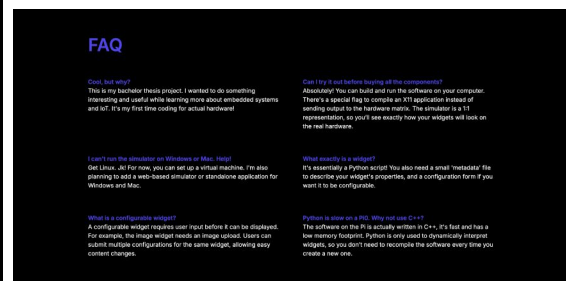 FAQ
Cool, but why?
This is my bachelor thesis project. I wanted to do something
interesting and useful while learning more about embedded systems
and IoT. It's my first time coding for actual hardware!
Can I try it out before buying all the components?
Absolutely! You can build and run the software on your computer.
There's a special flag to compile an X11 application instead of
sending output to the hardware matrix. The simulator is a 1:1
representation, so you'll see exactly how your widgets will look on
the real hardware.
I can't run the simulator on Windows or Mac. Help!
Get Linux. Jk! For now, you can set up a virtual machine. I'm also
planning to add a web-based simulator or standalone application for
Windows and Mac.
What exactly is a widget?
It's essentially a Python script! You also need a small 'metadata' file
to describe your widget's properties, and a configuration form if you
want it to be configurable.
What is a configurable widget?
A configurable widget requires user input before it can be displayed.
For example, the image widget needs an image upload. Users can
submit multiple configurations for the same widget, allowing easy
content changes.
Python is slow on a Pi0. Why not use C++?
The software on the Pi is actually written in C++, it's fast and has a
low memory footprint. Python is only used to dynamically interpret
widgets, so you don't need to recompile the software every time you
create a new one.